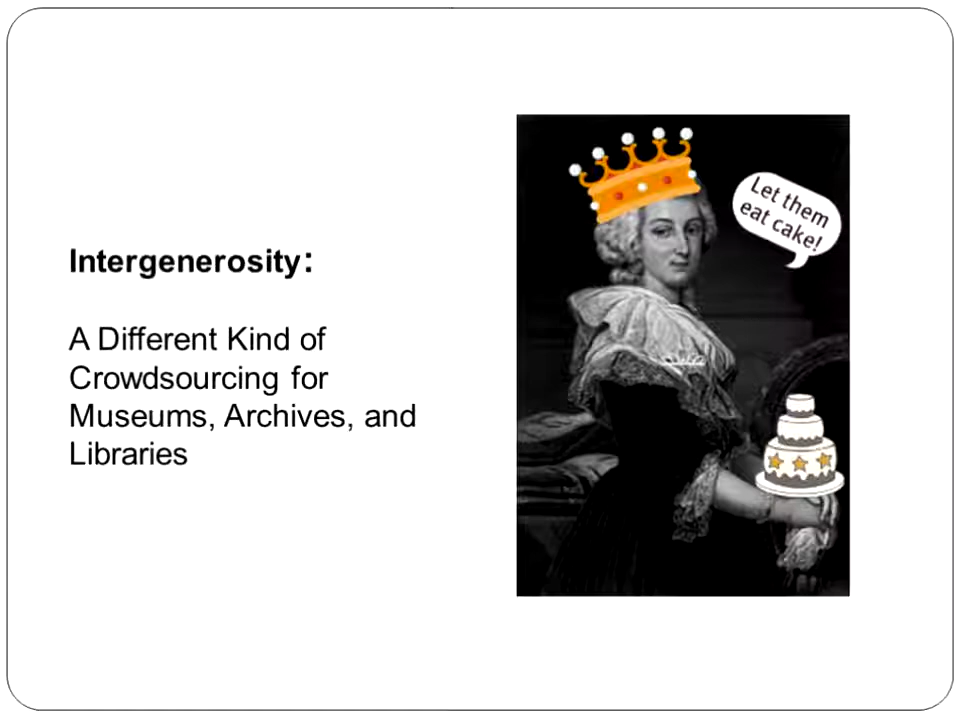 Intergenerosity:
A Different Kind of
Crowdsourcing for
Museums, Archives, and
Libraries
Let them
eat cake!